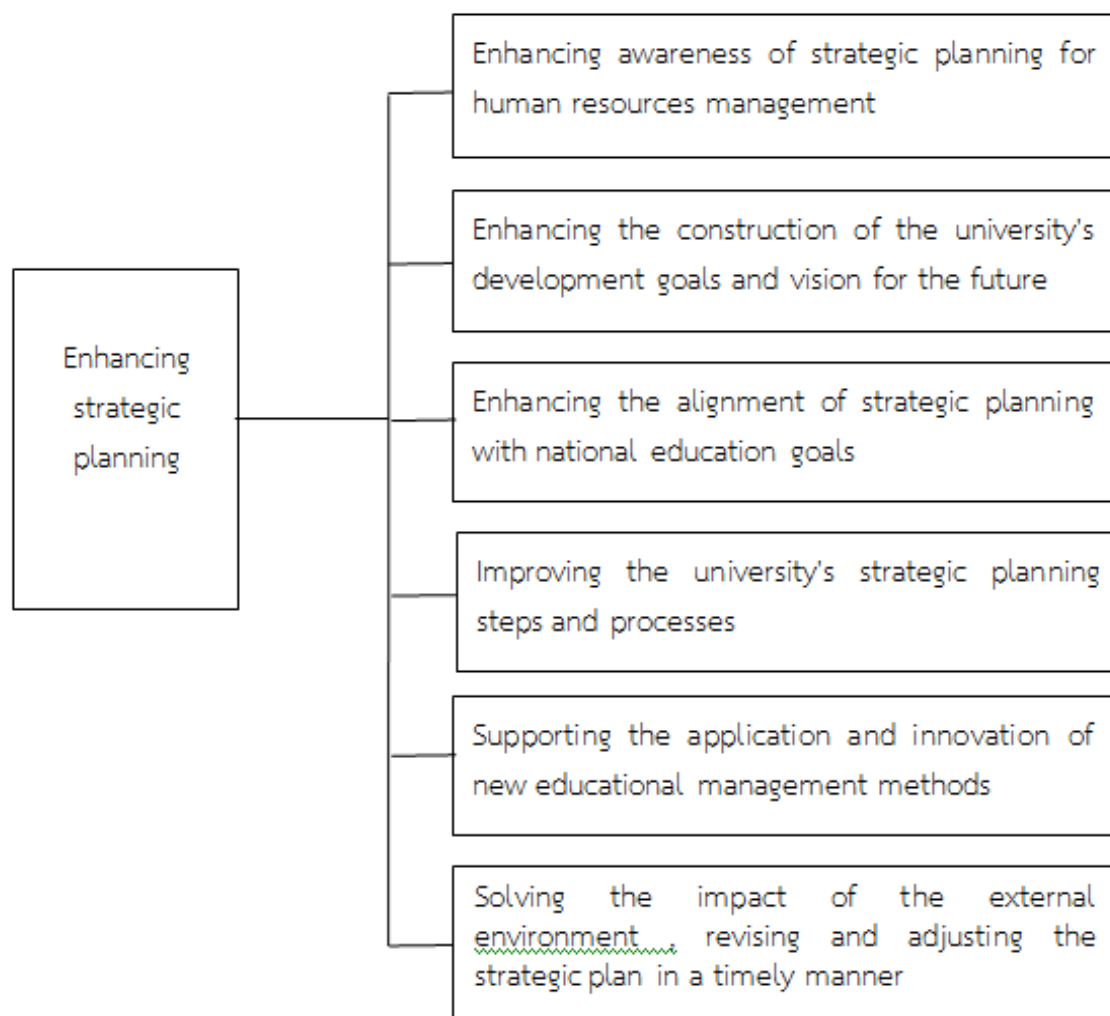 Enhancing
strategic
planning
Enhancing awareness of strategic planning for
human resources management
Enhancing the construction of the university's
development goals and vision for the future
Enhancing the alignment of strategic planning
with national education goals
Improving the university's strategic planning
steps and processes
Supporting the application and innovation of
new educational management methods
Solving the impact of the external
environment , revising and adjusting the
strategic plan in a timely manner